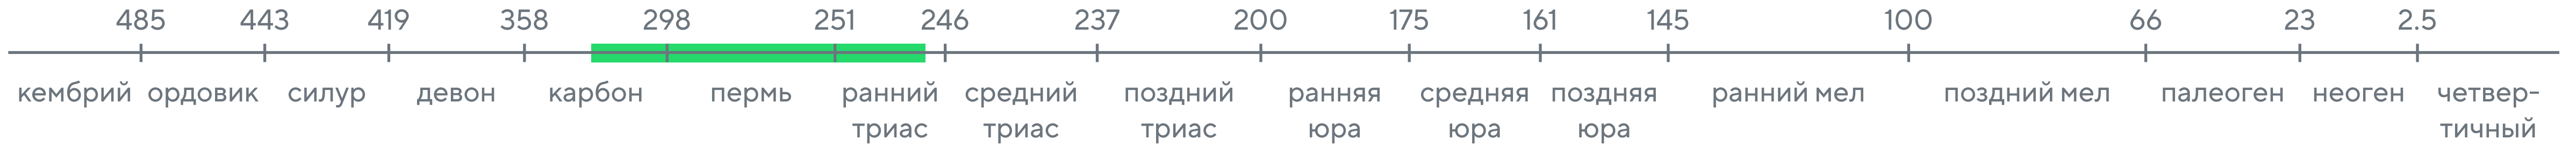 485 443 419 358 298 251 246 237 200 175 161 145 100 66 23 2.5
кембрий ордовик силур девон карбон пермь ранний средний поздний ранняя средняя поздняя ранний мел поздний мел палеоген неоген четвер-
триас триас триас юра юра юра тичный